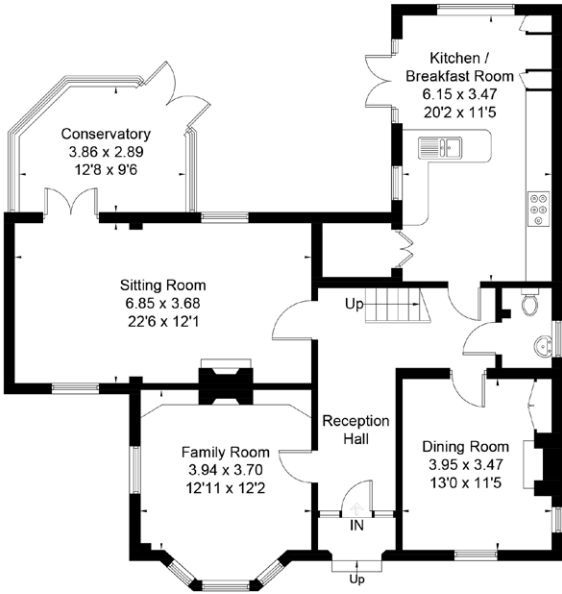 Kitchen /
Breakfast Room
6.15 x 3.47
20'2 x 11'5
Conservatory
3.86 x 2.89
12'8 x 9'6
Sitting Room
6.85 x 3.68
22'6 x 12'1
Up
Reception
Hall
Family Room
3.94 x 3.70
12'11 x 12'2
Dining Room
3.95 x 3.47
13'0 x 11'5
IN
Up